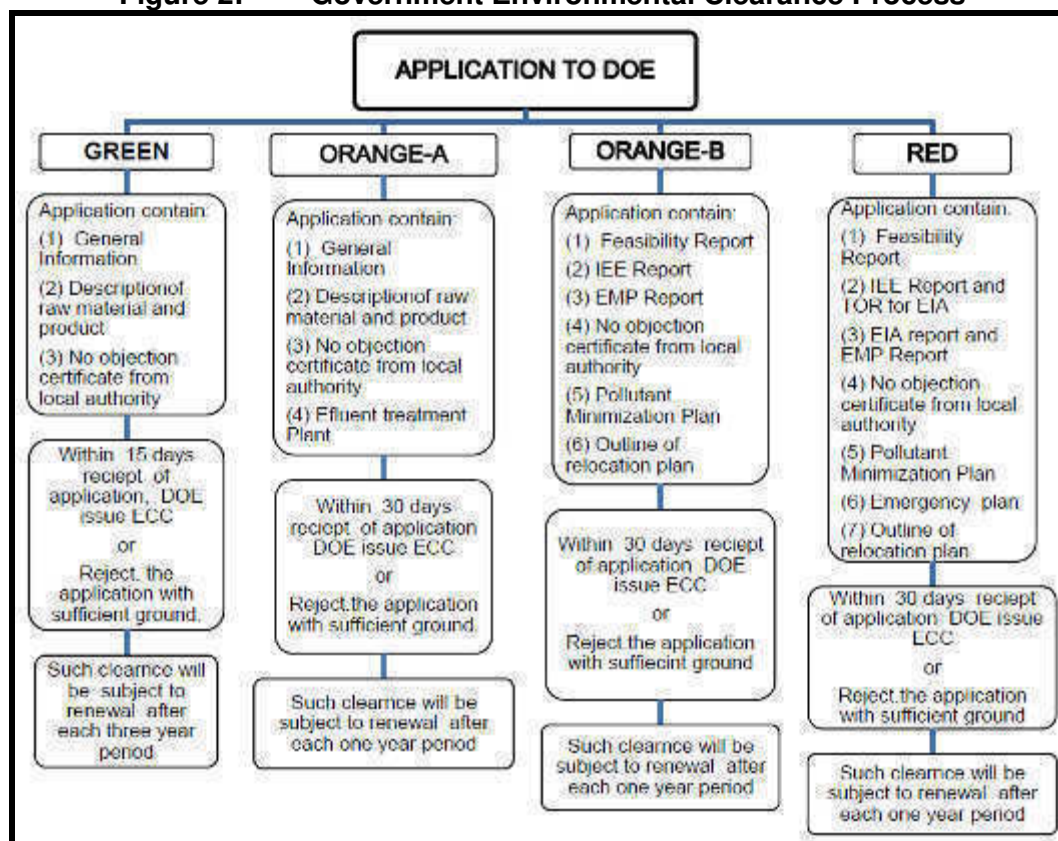 Figure 2: Government Environmental Clearance Process
APPLICATION TO DOE
GREEN
Application contain:
(1) General
Information
(2) Descriptionof raw
material and
product
(3) No objection
certificate from
local authority
Within 15 days
reciept of
application, DOE
issue ECC
or
Reject. the
application with
sufficient ground.
Such clearnce will
be subject to
renewal after
each three year
period
ORANGE-A
Application contain:
(1) General
Information
(2) Descriptionof raw
material and product
(3) No objection
certificate from local
authority
(4) Effluent treatment
Plant
Within 30 days
reciept of application
DOE issue ECC
or
Reject.the application
with sufficient ground.
Such clearnce will be
subject to renewal after
each one year period
ORANGE-B
Application contain:
(1) Feasibility Report
(2) IEE Report
(3) EMP Report
(4) No objection
certificate from local
authority
(5) Pollutant
Minimization Plan
(6) Outline of
relocation plan
Within 30 days reciept
of application DOE
issue ECC
or
Reject the application
with suffiecint ground
Such clearnce will be
subject to renewal after
each one year period
RED
Application contain:
(1) Feasibility
Report
(2) IEE Report and
TOR for EIA
(3) EIA report and
EMP Report
(4) No objection
certificate from local
authority
(5) Pollutant
Minimization Plan
(6) Emergency plan
(7) Outline of
relocation plan
Within 30 days reciept
of application DOE issue
ECC
or
Reject.the application
with sufficient ground
Such clearnce will be
subject to renewal after
each one year period